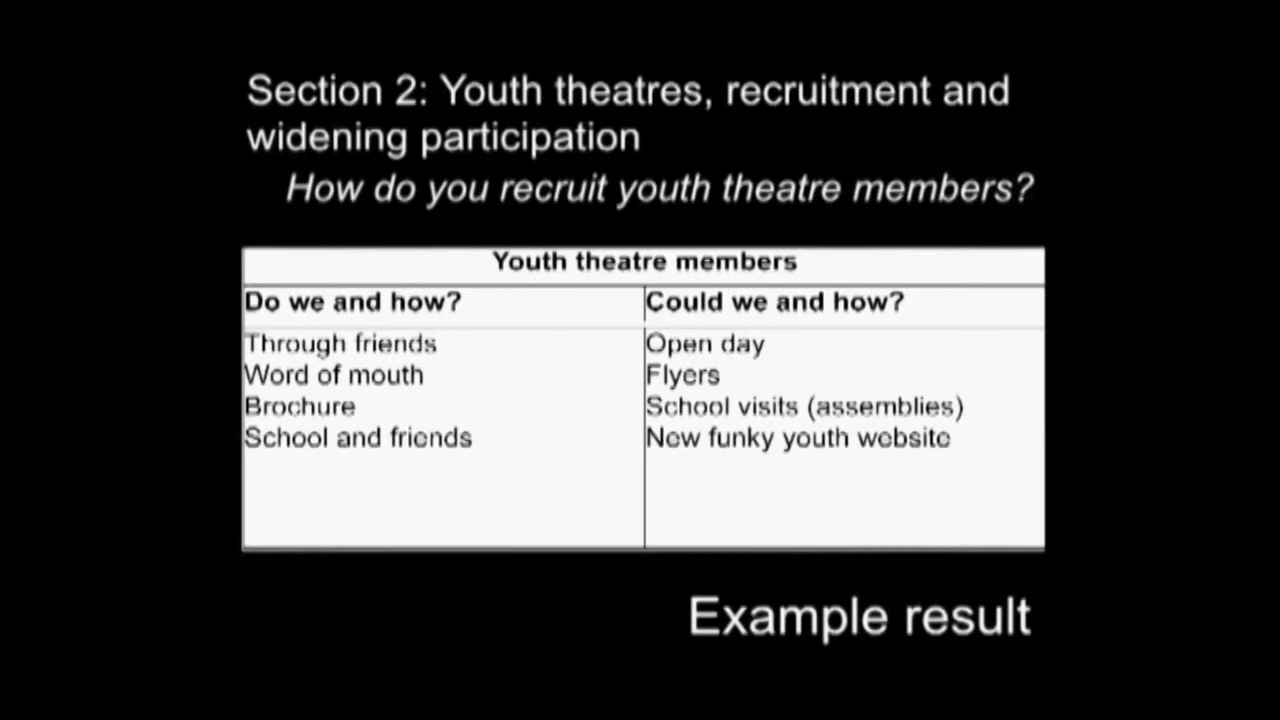 Section 2: Youth theatres, recruitment and
widening participation
How do you recruit youth theatre members?
Youth theatre members
Do we and how?
Could we and how?
Through friends
Word of mouth
Brochure
School and friends
Open day
Flyers
School visits (assemblies)
New funky youth website
Example result